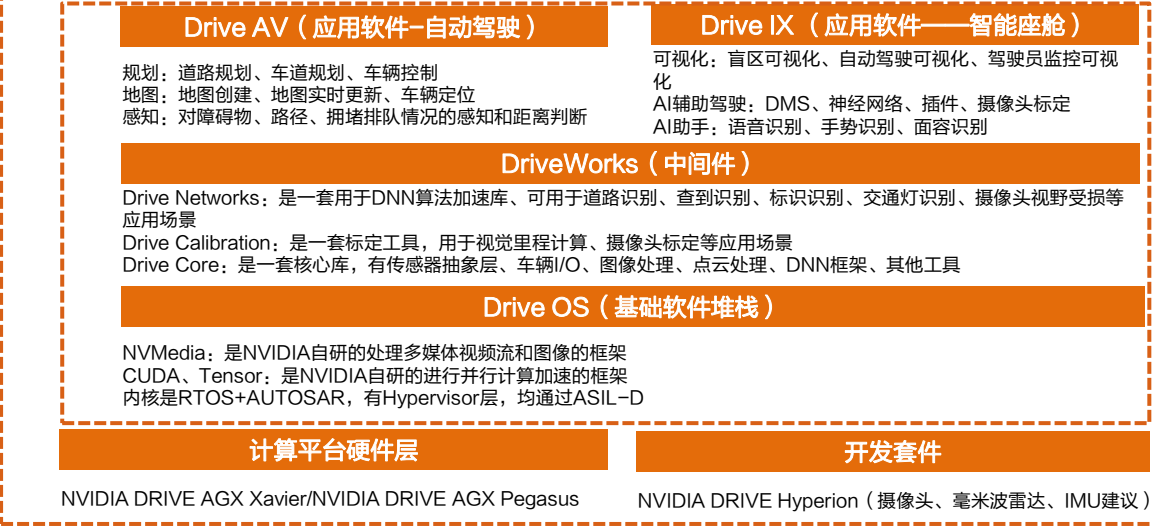 Drive AV（应用软件-自动驾驶）
规划：道路规划、车道规划、车辆控制
地图：地图创建、地图实时更新、车辆定位
感知：对障碍物、路径、拥堵排队情况的感知和距离判断
Drive IX （应用软件——智能座舱）
可视化：盲区可视化、自动驾驶可视化、驾驶员监控可视
化
AI辅助驾驶：DMS、神经网络、插件、摄像头标定
AI助手：语音识别、手势识别、面容识别
DriveWorks（中间件）
Drive Networks：是一套用于DNN算法加速库、可用于道路识别、查到识别、标识识别、交通灯识别、摄像头视野受损等
应用场景
Drive Calibration：是一套标定工具，用于视觉里程计算、摄像头标定等应用场景
Drive Core：是一套核心库，有传感器抽象层、车辆I/O、图像处理、点云处理、DNN框架、其他工具
Drive OS（基础软件堆栈）
NVMedia：是NVIDIA自研的处理多媒体视频流和图像的框架
CUDA、Tensor：是NVIDIA自研的进行并行计算加速的框架
内核是RTOS+AUTOSAR，有Hypervisor层，均通过ASIL-D
计算平台硬件层
NVIDIA DRIVE AGX Xavier/NVIDIA DRIVE AGX Pegasus
开发套件
NVIDIA DRIVE Hyperion（摄像头、毫米波雷达、IMU建议）